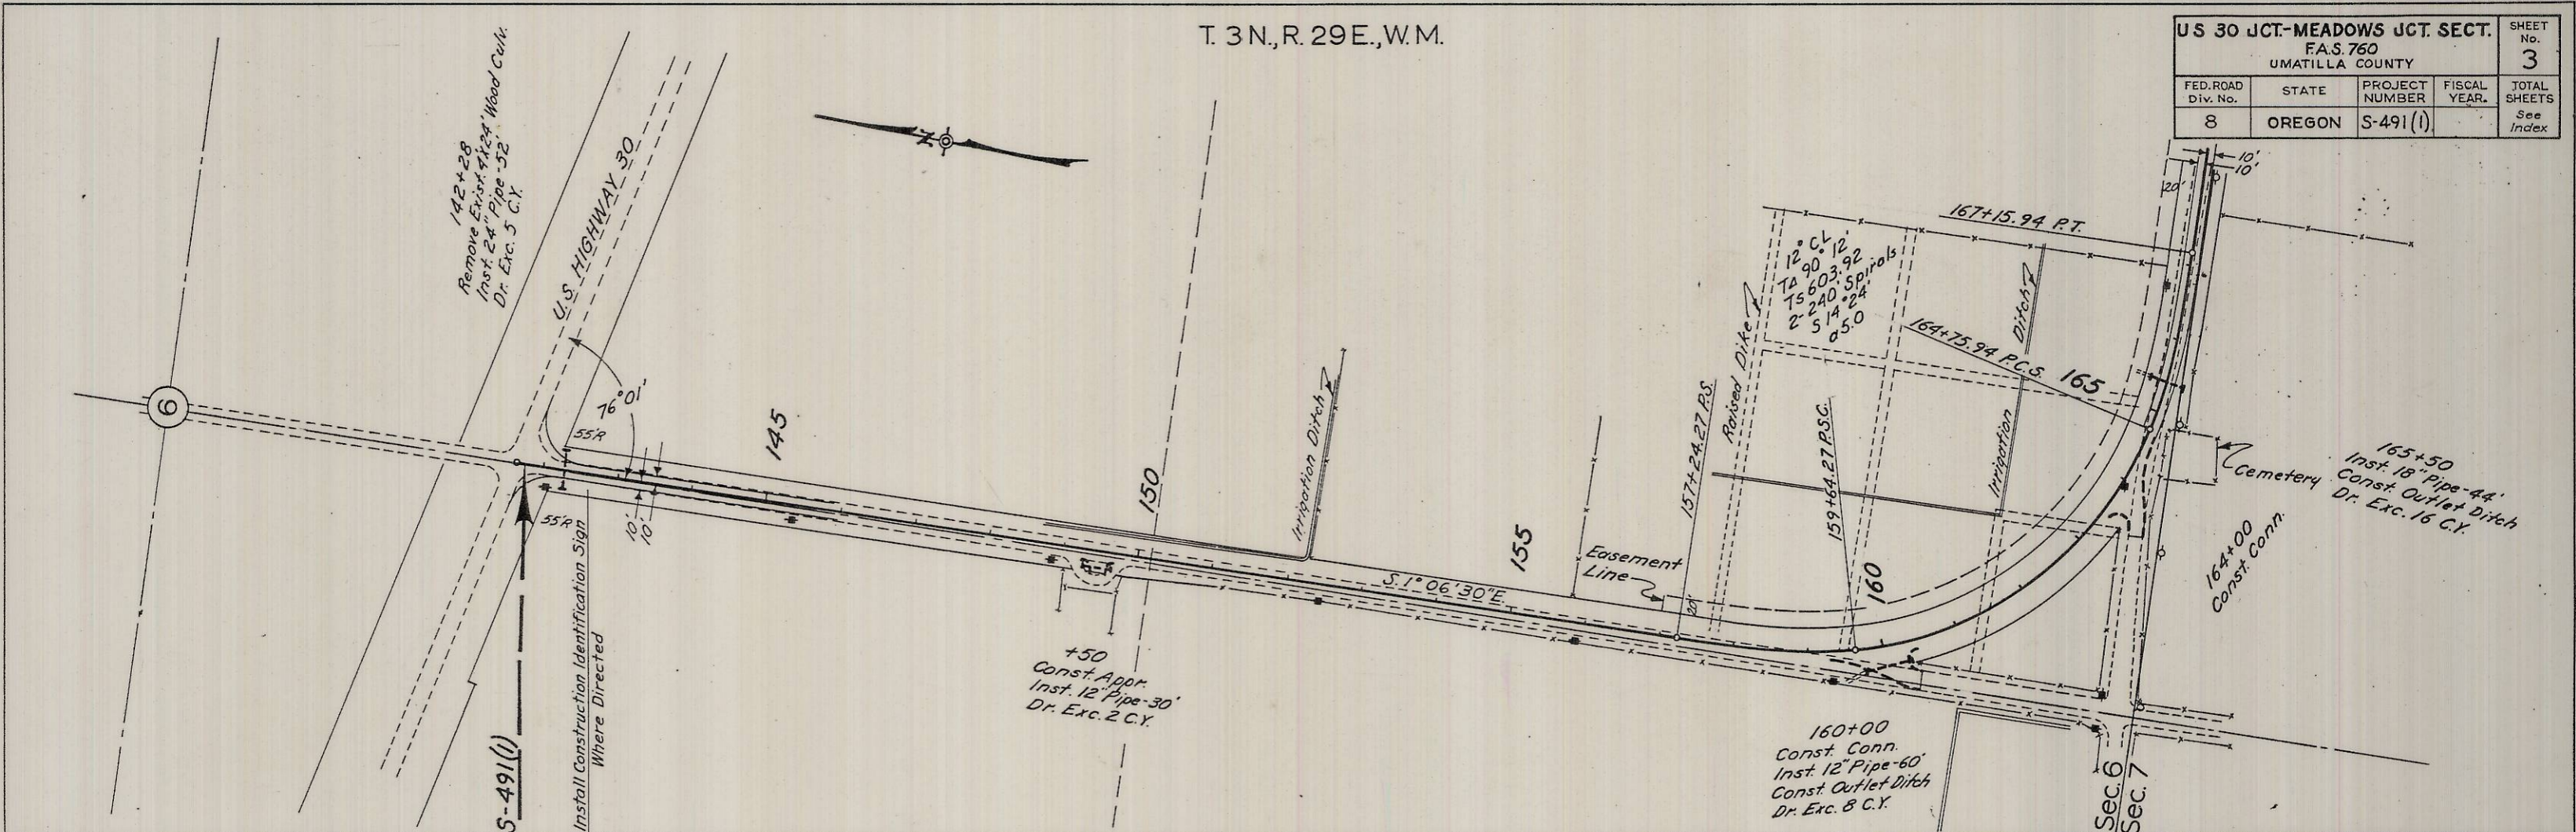 T. 3 N., R. 29 E., W.M.
US 30 JCT.-MEADOWS JCT. SECT.
F.A.S. 760
UMATILLA COUNTY
SHEET
No.
3
FED. ROAD
Div. No.
STATE
PROJECT
NUMBER
FISCAL
YEAR.
TOTAL
SHEETS
8
OREGON
S-491(1)
See
Index
142+28
Remove Exist. 4'x24' Wood Culv.
Inst. 24" Pipe-52'
Dr. Exc. 5 C.Y.
U.S. HIGHWAY 30
N
6
76°01'
55'R
55'R
10'
10'
145
S-491(1)
Install Construction Identification Sign
Where Directed
150
+50
Const. Appr.
Inst. 12" Pipe-30'
Dr. Exc. 2 C.Y.
Irrigation Ditch
S. 1° 06' 30" E.
155
Easement
Line
20'
157+24.27 P.S.
Raised Dike
12° CL
TΔ 90° 12'
TS 603.92
2-240' Spirals
S 14° 24'
a 5.0
159+64.27 P.S.C.
160
160+00
Const. Conn.
Inst. 12" Pipe-60'
Const. Outlet Ditch
Dr. Exc. 8 C.Y.
Irrigation
Ditch
167+15.94 P.T.
164+75.94 P.C.S.
165
20'
10'
10'
Cemetery
165+50
Inst. 18" Pipe-44'
Const. Outlet Ditch
Dr. Exc. 16 C.Y.
164+00
Const. Conn.
Sec. 6
Sec. 7